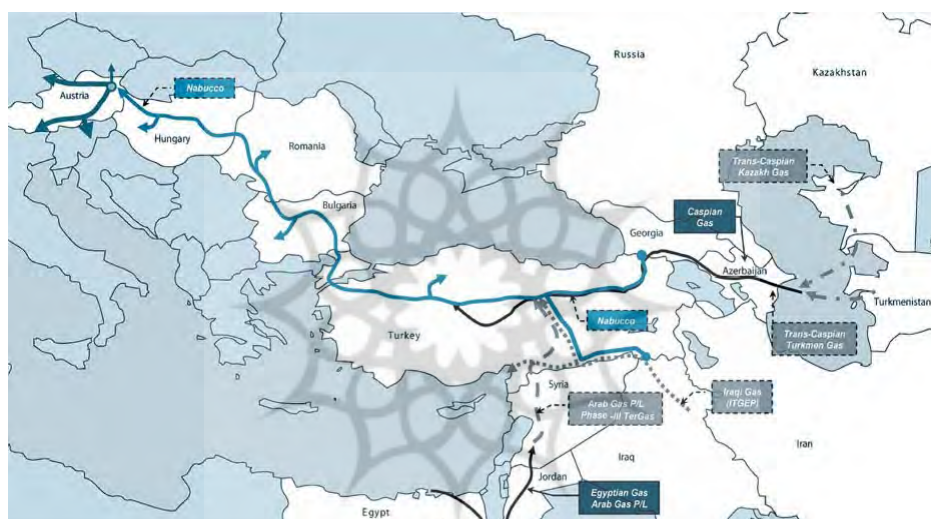 Russia
Kazakhstan
Austria
Nabucco
Hungary
Romania
Trans-Caspian
Kazakh Gas
Bulgaria
Caspian
Gas
Georgia
Azerbaijan
Turkmenistan
Turkey
Nabucco
Trans-Caspian
Turkmen Gas
Syria
Arab Gas P/L
Phase -III TerGas
Iraqi Gas
(ITGEP)
Iran
Iraq
Jordan
Egyptian Gas
Arab Gas P/L
Egypt